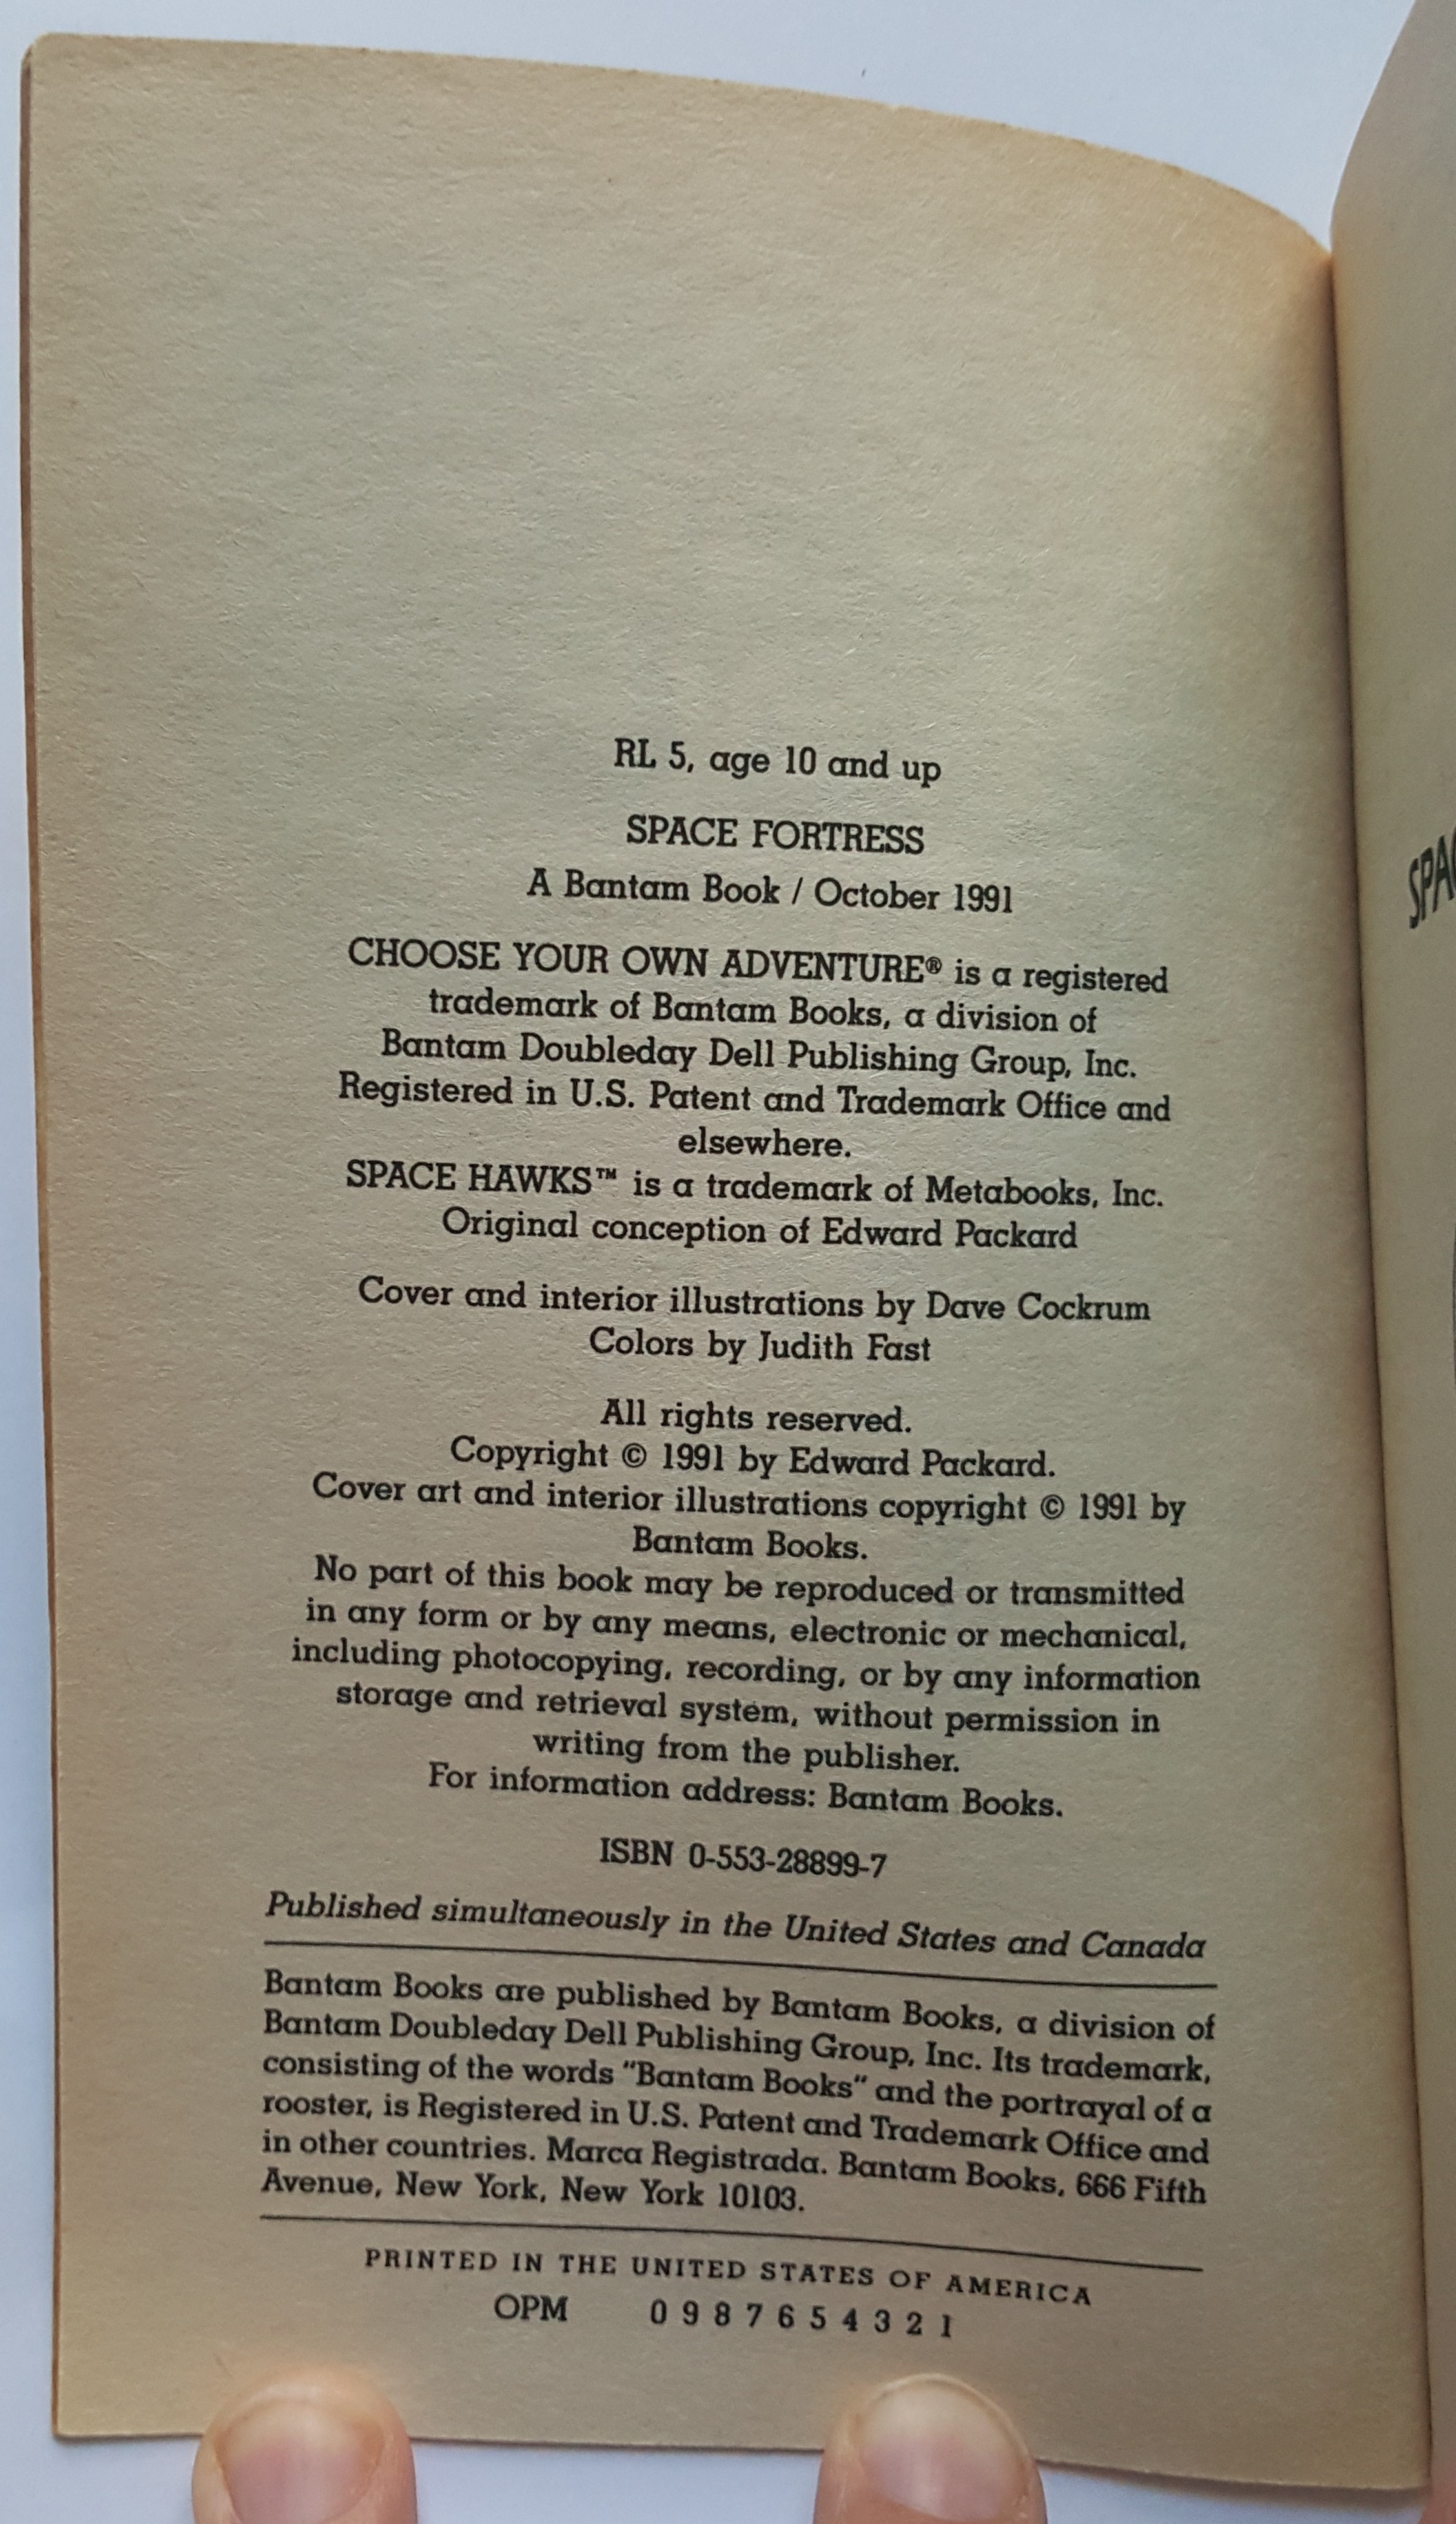 RL 5, age 10 and up
SPACE FORTRESS
A Bantam Book / October 1991
CHOOSE YOUR OWN ADVENTURE® is a registered
trademark of Bantam Books, a division of
Bantam Doubleday Dell Publishing Group, Inc.
Registered in U.S. Patent and Trademark Office and
elsewhere.
SPACE HAWKS™ is a trademark of Metabooks, Inc.
Original conception of Edward Packard
Cover and interior illustrations by Dave Cockrum
Colors by Judith Fast
All rights reserved.
Copyright © 1991 by Edward Packard.
Cover art and interior illustrations copyright © 1991 by
Bantam Books.
No part of this book may be reproduced or transmitted
in any form or by any means, electronic or mechanical,
including photocopying, recording, or by any information
storage and retrieval system, without permission in
writing from the publisher.
For information address: Bantam Books.
ISBN 0-553-28899-7
Published simultaneously in the United States and Canada
Bantam Books are published by Bantam Books, a division of
Bantam Doubleday Dell Publishing Group, Inc. Its trademark,
consisting of the words "Bantam Books" and the portrayal of a
rooster, is Registered in U.S. Patent and Trademark Office and
in other countries. Marca Registrada. Bantam Books, 666 Fifth
Avenue, New York, New York 10103.
PRINTED IN THE UNITED STATES OF AMERICA
OPM 0 9 8 7 6 5 4 3 2 1